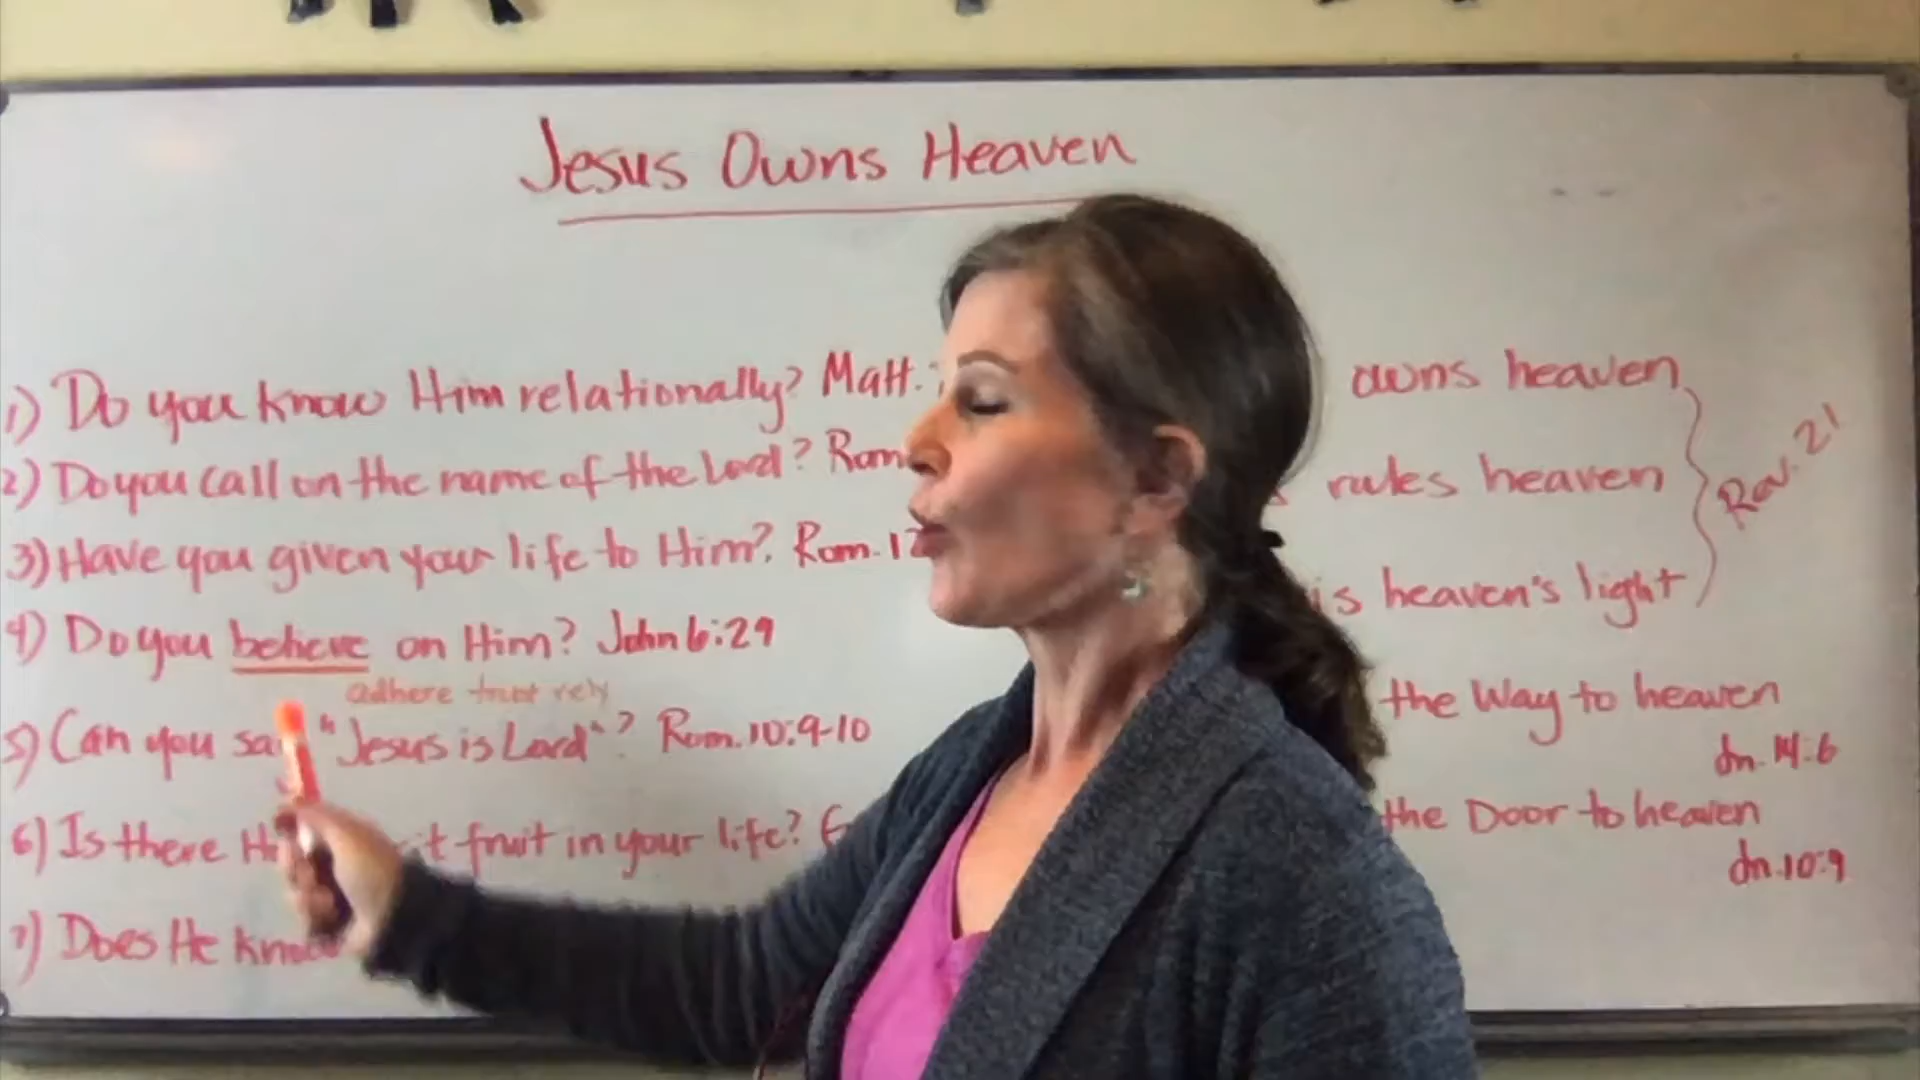 Jesus Owns Heaven
1) Do you know Him relationally? Matt.
2) Do you call on the name of the Lord? Rom
3) Have you given your life to Him? Rom. 12
4) Do you believe on Him? John 6:29
adhere trust rely
5) Can you "Jesus is Lord"? Rom. 10:9-10
6) Is there fruit in your life?
7) Does He know
owns heaven
rules heaven
is heaven's light
Rev. 21
the Way to heaven
Jn. 14:6
the Door to heaven
Jn. 10:9